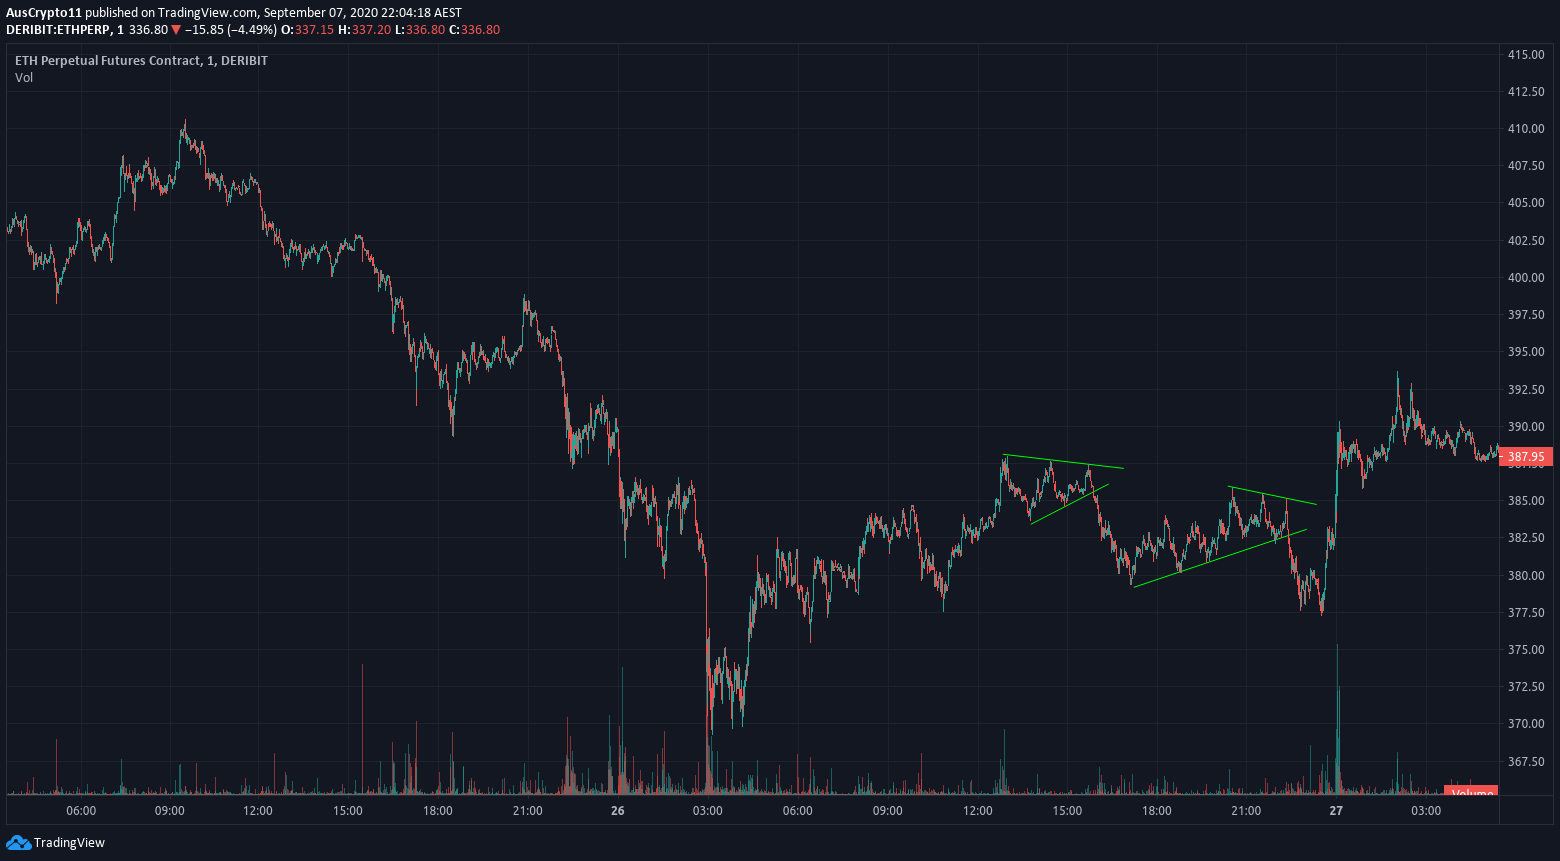 AusCrypto11 published on TradingView.com, September 07, 2020 22:04:18 AEST
DERIBIT:ETHPERP, 1 336.80 ▼ −15.85 (−4.49%) O:337.15 H:337.20 L:336.80 C:336.80
ETH Perpetual Futures Contract, 1, DERIBIT
Vol
415.00
412.50
410.00
407.50
405.00
402.50
400.00
397.50
395.00
392.50
390.00
387.95
385.00
382.50
380.00
377.50
375.00
372.50
370.00
367.50
Volume
06:00 09:00 12:00 15:00 18:00 21:00 26 03:00 06:00 09:00 12:00 15:00 18:00 21:00 27 03:00
TradingView